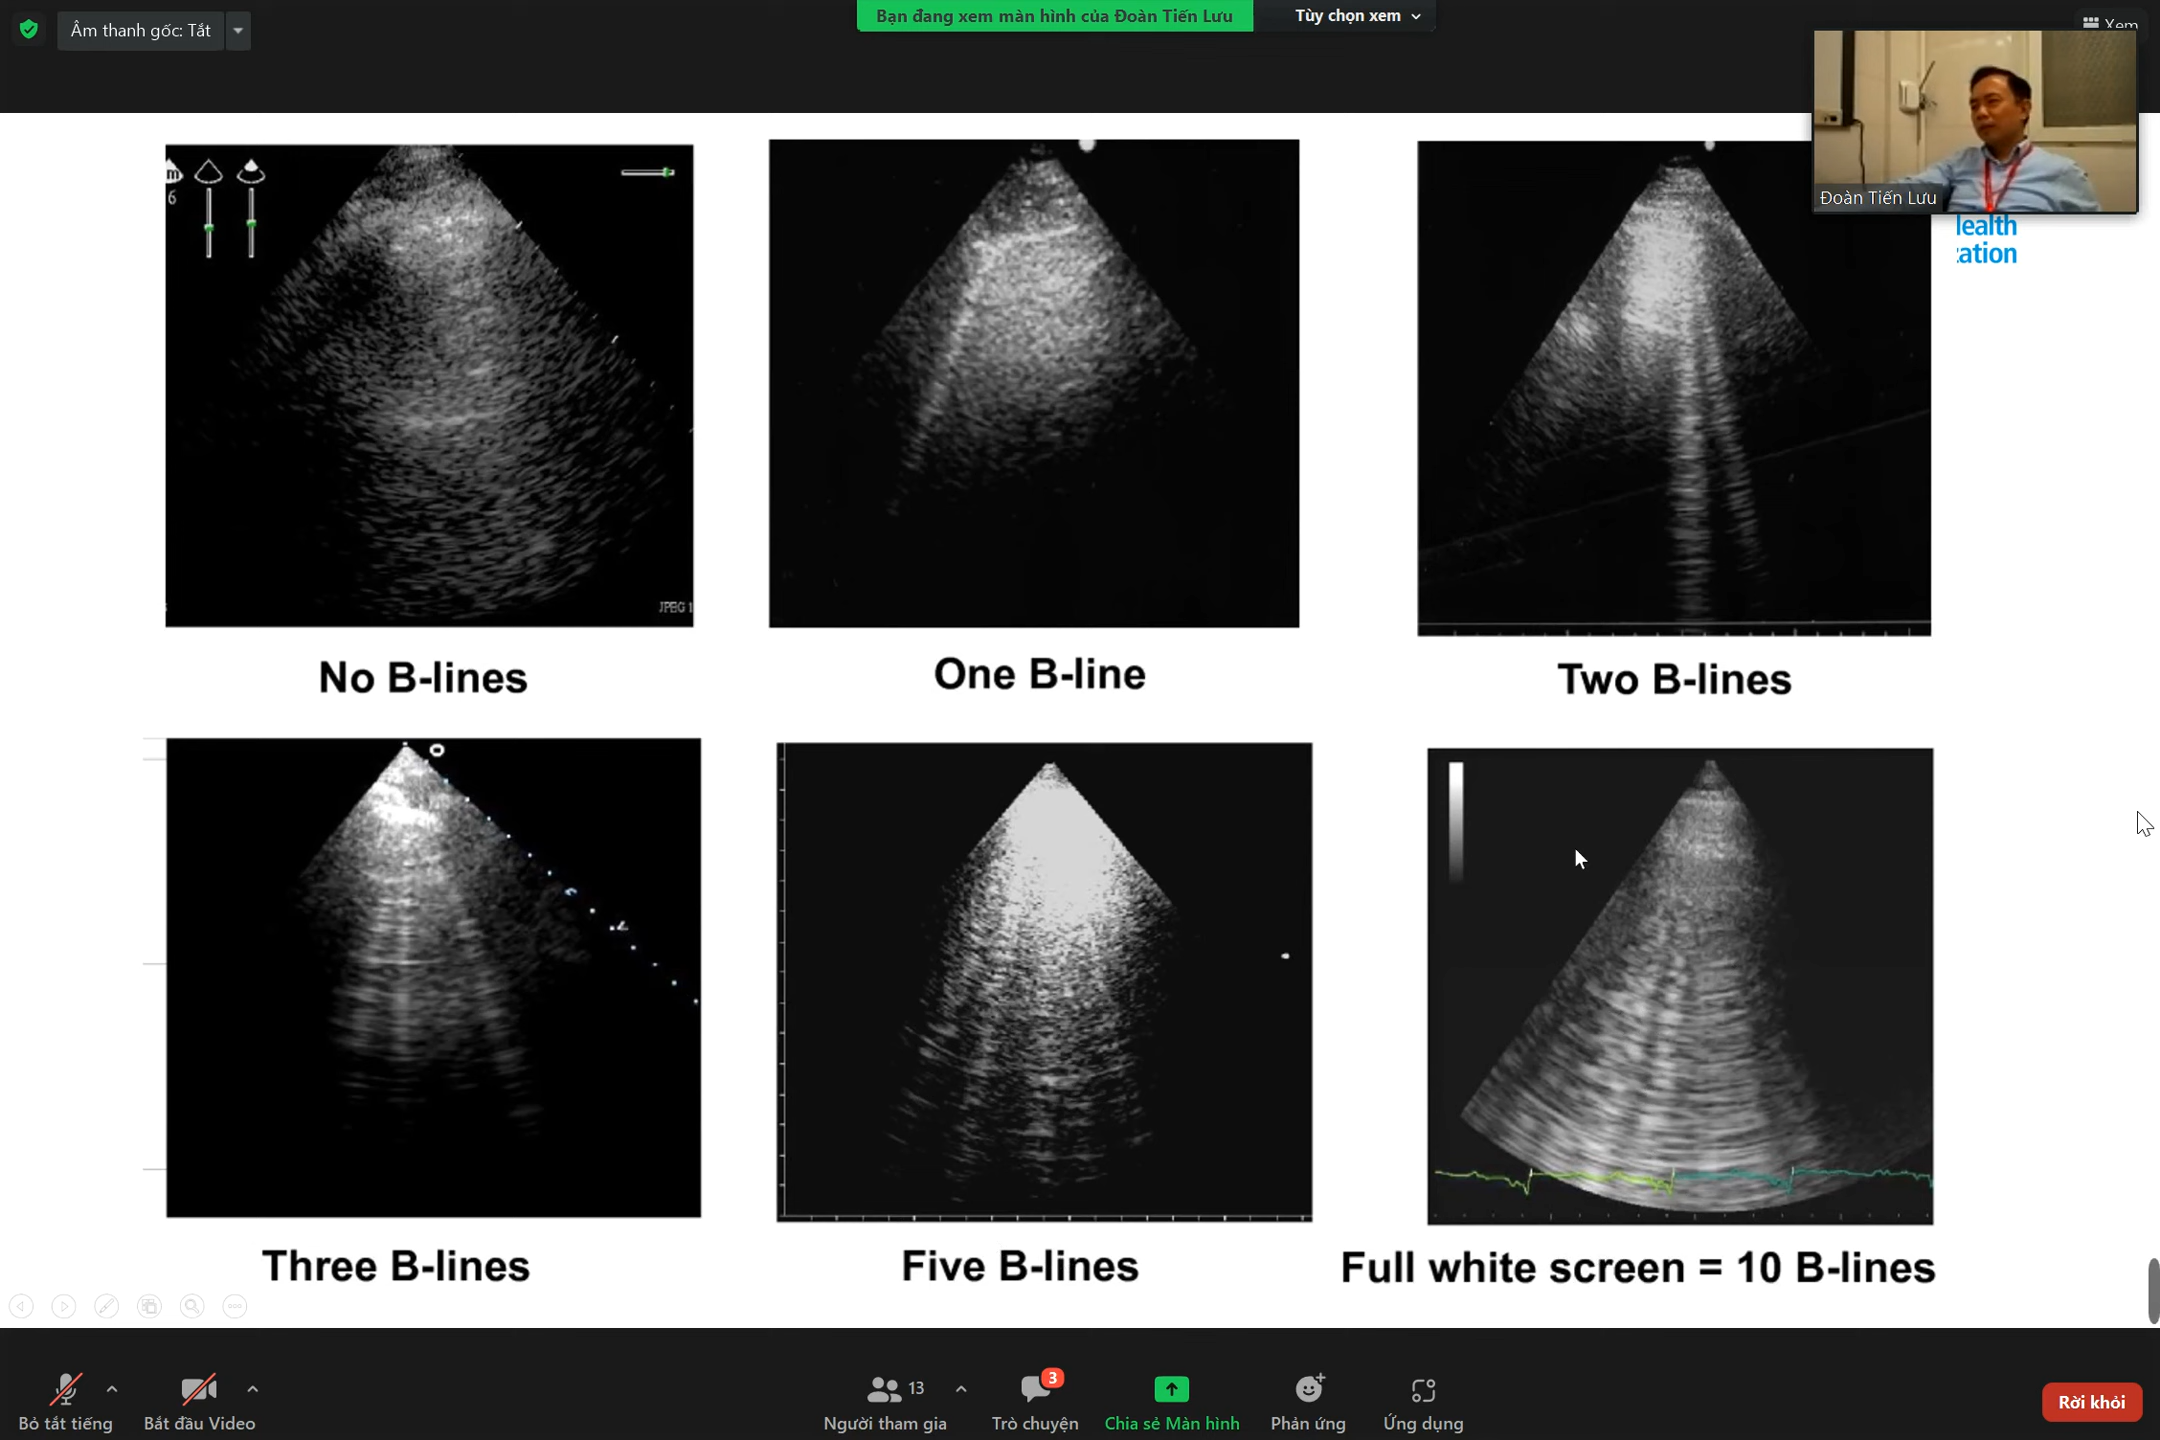 Âm thanh gốc: Tắt
Bạn đang xem màn hình của Đoàn Tiến Lưu
Tùy chọn xem
Xem
Đoàn Tiến Lưu
lealth
ation
6
JPEG 1
No B-lines
One B-line
Two B-lines
Three B-lines
Five B-lines
Full white screen = 10 B-lines
13
3
Bỏ tắt tiếng
Bắt đầu Video
Người tham gia
Trò chuyện
Chia sẻ Màn hình
Phản ứng
Ứng dụng
Rời khỏi